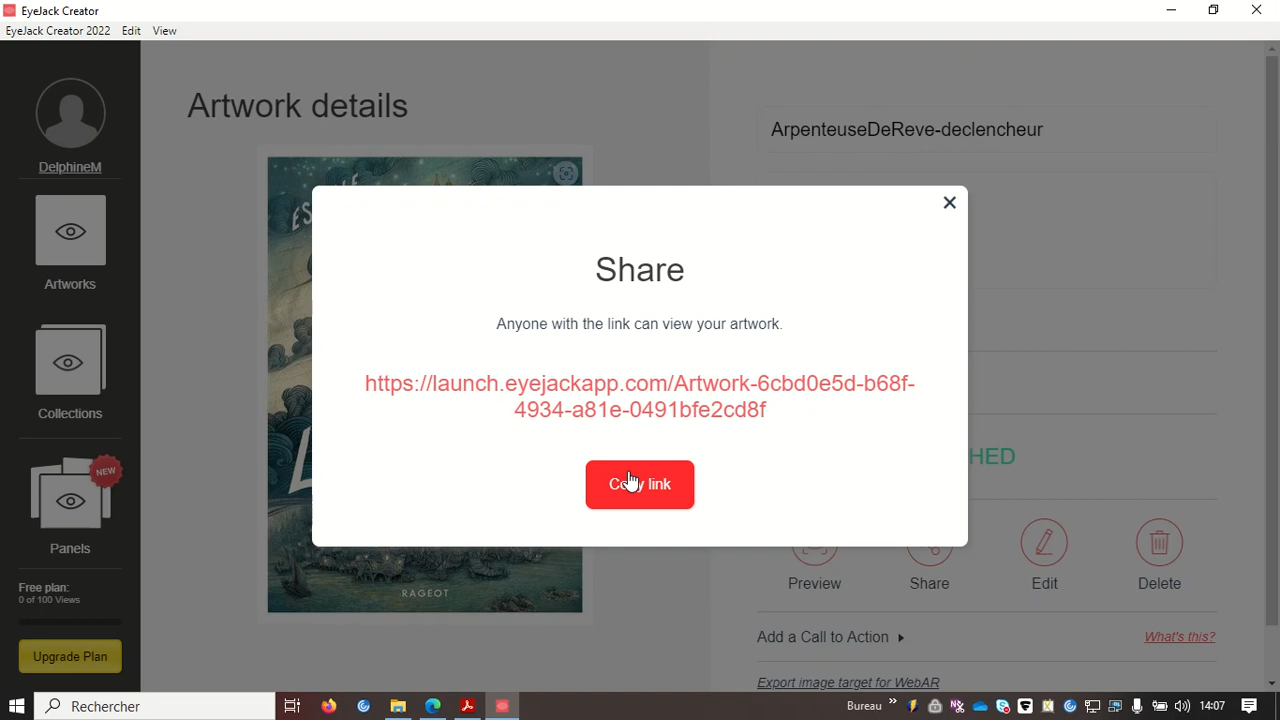 EyeJack Creator
EyeJack Creator 2022 Edit View
DelphineM
Artworks
Collections
NEW
Panels
Free plan:
0 of 100 Views
Upgrade Plan
Artwork details
RAGEOT
ArpenteuseDeReve-declencheur
HED
Share
Anyone with the link can view your artwork.
https://launch.eyejackapp.com/Artwork-6cbd0e5d-b68f-
4934-a81e-0491bfe2cd8f
Copy link
Preview Share Edit Delete
Add a Call to Action What's this?
Export image target for WebAR
Rechercher
Bureau
14:07